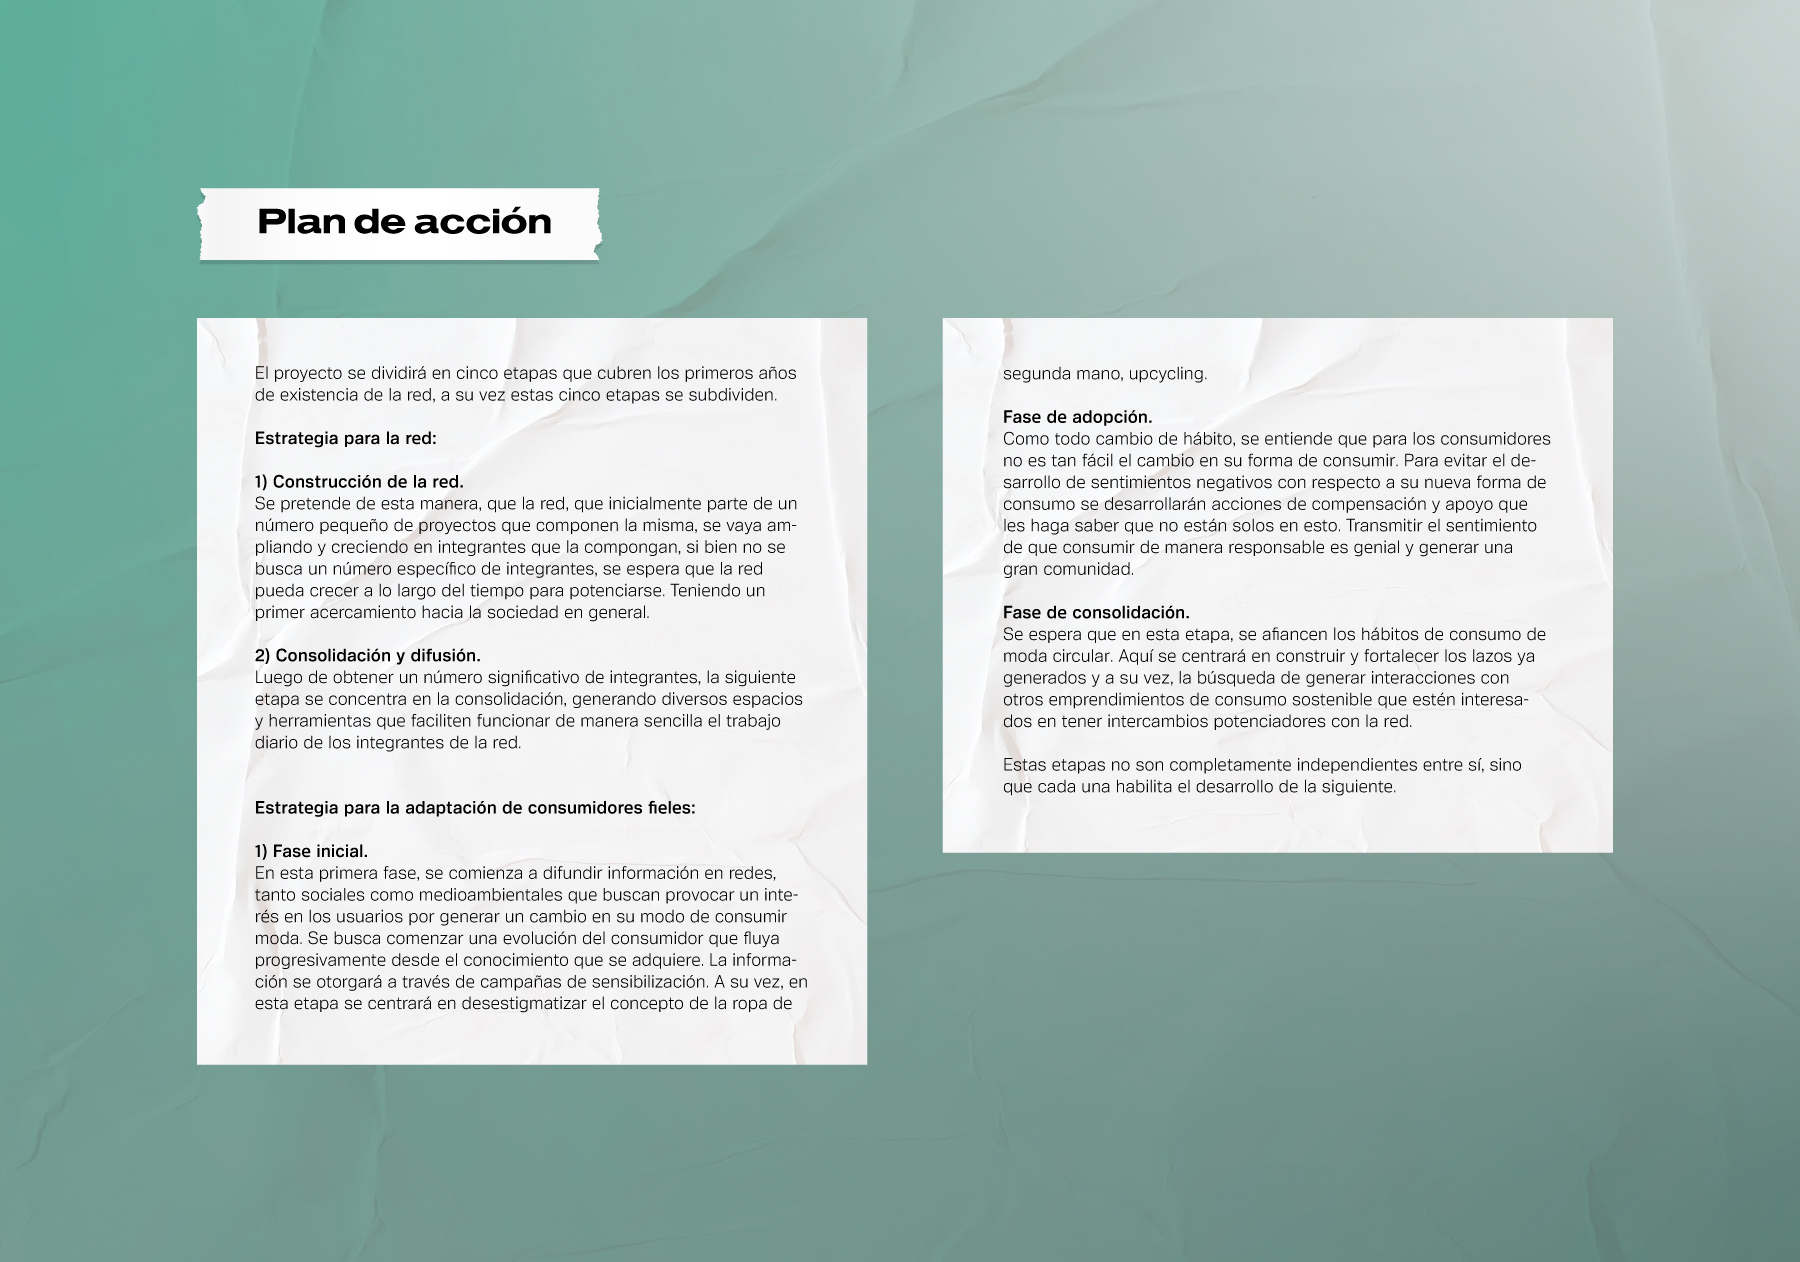 Plan de acción
El proyecto se dividirá en cinco etapas que cubren los primeros años
de existencia de la red, a su vez estas cinco etapas se subdividen.
Estrategia para la red:
1) Construcción de la red.
Se pretende de esta manera, que la red, que inicialmente parte de un
número pequeño de proyectos que componen la misma, se vaya am-
pliando y creciendo en integrantes que la compongan, si bien no se
busca un número específico de integrantes, se espera que la red
pueda crecer a lo largo del tiempo para potenciarse. Teniendo un
primer acercamiento hacia la sociedad en general.
2) Consolidación y difusión.
Luego de obtener un número significativo de integrantes, la siguiente
etapa se concentra en la consolidación, generando diversos espacios
y herramientas que faciliten funcionar de manera sencilla el trabajo
diario de los integrantes de la red.
Estrategia para la adaptación de consumidores fieles:
1) Fase inicial.
En esta primera fase, se comienza a difundir información en redes,
tanto sociales como medioambientales que buscan provocar un inte-
rés en los usuarios por generar un cambio en su modo de consumir
moda. Se busca comenzar una evolución del consumidor que fluya
progresivamente desde el conocimiento que se adquiere. La informa-
ción se otorgará a través de campañas de sensibilización. A su vez, en
esta etapa se centrará en desestigmatizar el concepto de la ropa de
segunda mano, upcycling.
Fase de adopción.
Como todo cambio de hábito, se entiende que para los consumidores
no es tan fácil el cambio en su forma de consumir. Para evitar el de-
sarrollo de sentimientos negativos con respecto a su nueva forma de
consumo se desarrollarán acciones de compensación y apoyo que
les haga saber que no están solos en esto. Transmitir el sentimiento
de que consumir de manera responsable es genial y generar una
gran comunidad.
Fase de consolidación.
Se espera que en esta etapa, se afiancen los hábitos de consumo de
moda circular. Aquí se centrará en construir y fortalecer los lazos ya
generados y a su vez, la búsqueda de generar interacciones con
otros emprendimientos de consumo sostenible que estén interesa-
dos en tener intercambios potenciadores con la red.
Estas etapas no son completamente independientes entre sí, sino
que cada una habilita el desarrollo de la siguiente.